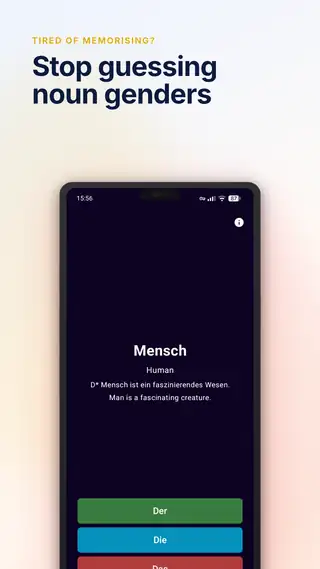 TIRED OF MEMORISING?
Stop guessing
noun genders
15:56
87
Mensch
Human
D* Mensch ist ein faszinierendes Wesen.
Man is a fascinating creature.
Der
Die